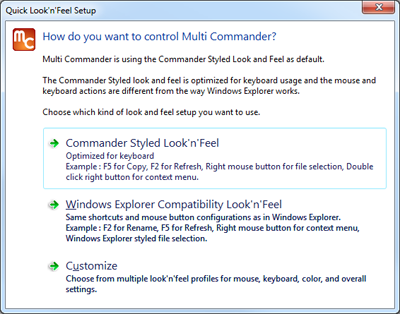 Quick Look'n'Feel Setup
MC
How do you want to control Multi Commander?
Multi Commander is using the Commander Styled Look and Feel as default.
The Commander Styled look and feel is optimized for keyboard usage and the mouse and
keyboard actions are different from the way Windows Explorer works.
Choose which kind of look and feel setup you want to use.
Commander Styled Look'n'Feel
Optimized for keyboard
Example : F5 for Copy, F2 for Refresh, Right mouse button for file selection, Double
click right button for context menu.
Windows Explorer Compatibility Look'n'Feel
Same shortcuts and mouse button configurations as in Windows Explorer.
Example : F2 for Rename, F5 for Refresh, Right mouse button for context menu,
Windows Explorer styled file selection.
Customize
Choose from multiple look'n'feel profiles for mouse, keyboard, color, and overall
settings.